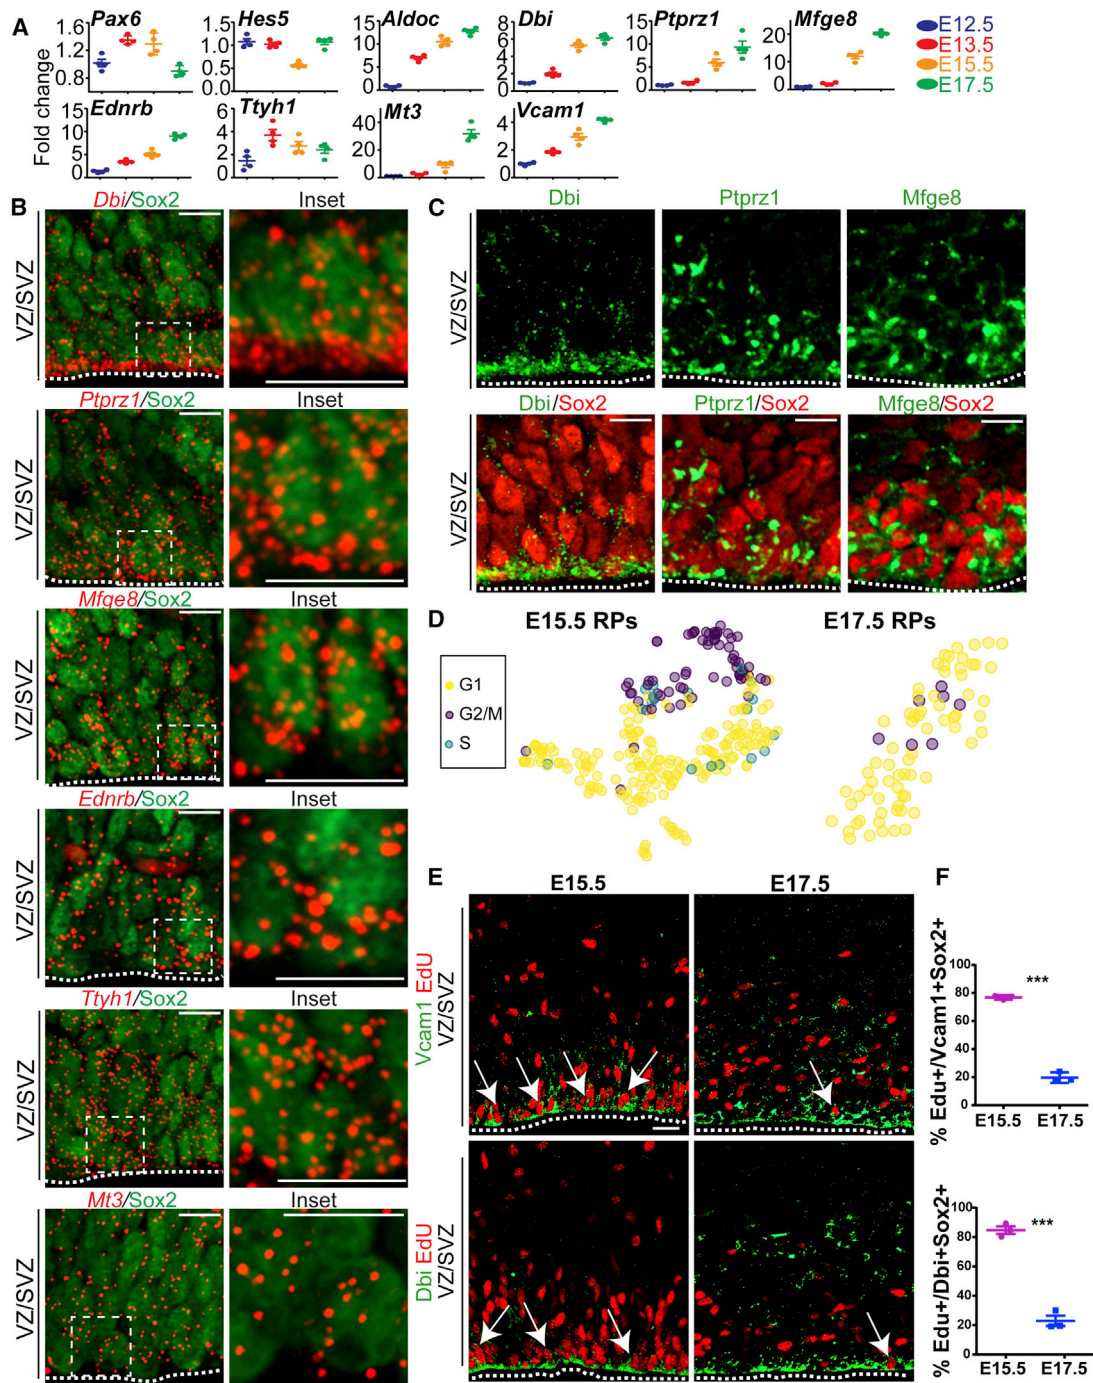 A
Fold change
Pax6
1.6
1.2
0.8
Hes5
1.5
1.0
0.5
0.0
Aldoc
15
10
5
0
Dbi
8
6
4
2
0
Ptprz1
15
10
5
0
Mfge8
20
10
0
E12.5
E13.5
E15.5
E17.5
Ednrb
15
10
5
0
Ttyh1
6
4
2
0
Mt3
40
20
0
Vcam1
4
2
0
B
Dbi/Sox2
Inset
VZ/SVZ
Ptprz1/Sox2
Inset
VZ/SVZ
Mfge8/Sox2
Inset
VZ/SVZ
Ednrb/Sox2
Inset
VZ/SVZ
Ttyh1/Sox2
Inset
VZ/SVZ
Mt3/Sox2
Inset
VZ/SVZ
C
Dbi
Ptprz1
Mfge8
VZ/SVZ
Dbi/Sox2
Ptprz1/Sox2
Mfge8/Sox2
VZ/SVZ
D
E15.5 RPs
E17.5 RPs
G1
G2/M
S
E
E15.5
E17.5
Vcam1 EdU
VZ/SVZ
Dbi EdU
VZ/SVZ
F
% Edu+/Vcam1+Sox2+
100
80
60
40
20
0
***
E15.5
E17.5
% Edu+/Dbi+Sox2+
100
80
60
40
20
0
***
E15.5
E17.5